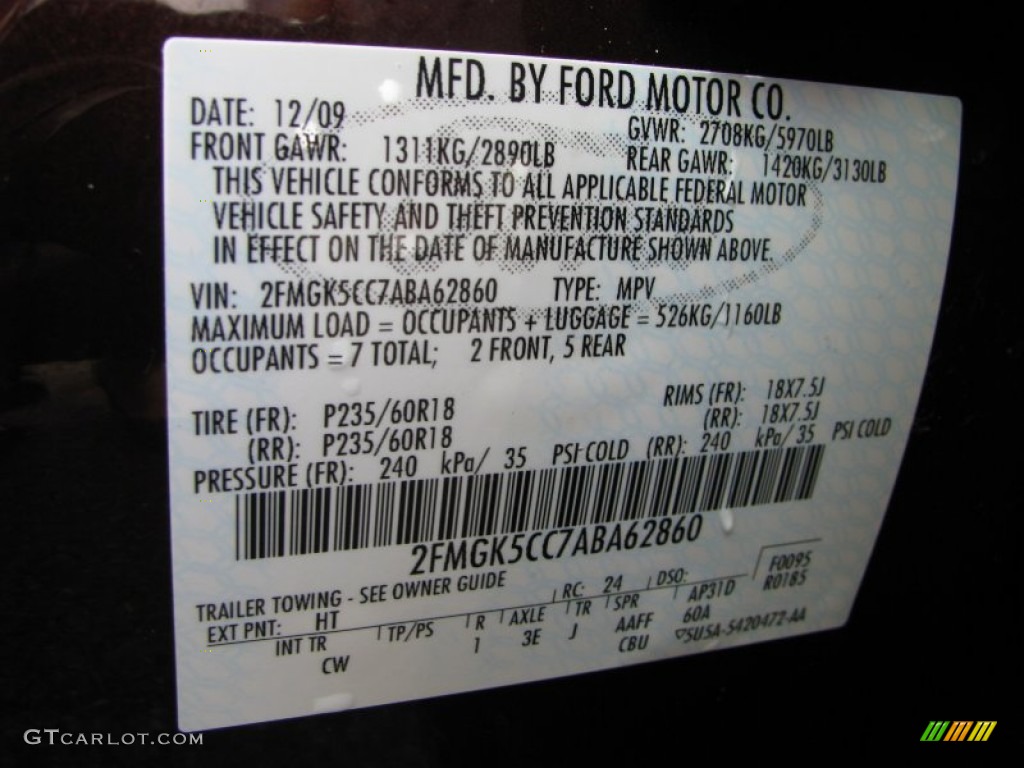 MFD. BY FORD MOTOR CO.
DATE: 12/09 GVWR: 2708KG/5970LB
FRONT GAWR: 1311KG/2890LB REAR GAWR: 1420KG/3130LB
THIS VEHICLE CONFORMS TO ALL APPLICABLE FEDERAL MOTOR
VEHICLE SAFETY AND THEFT PREVENTION STANDARDS
IN EFFECT ON THE DATE OF MANUFACTURE SHOWN ABOVE.
VIN: 2FMGK5CC7ABA62860 TYPE: MPV
MAXIMUM LOAD = OCCUPANTS + LUGGAGE = 526KG/1160LB
OCCUPANTS = 7 TOTAL; 2 FRONT, 5 REAR
TIRE (FR): P235/60R18 RIMS (FR): 18X7.5J
(RR): P235/60R18 (RR): 18X7.5J
PRESSURE (FR): 240 kPa/ 35 PSI COLD (RR): 240 kPa/ 35 PSI COLD
2FMGK5CC7ABA62860
TRAILER TOWING - SEE OWNER GUIDE F0095
EXT PNT: HT RC: 24 DSO: AP31D R0185
INT TR TP/PS R AXLE TR SPR 60A
CW 1 3E J AAFF ▽5USA-5420472-AA
CBU
GTCARLOT.COM